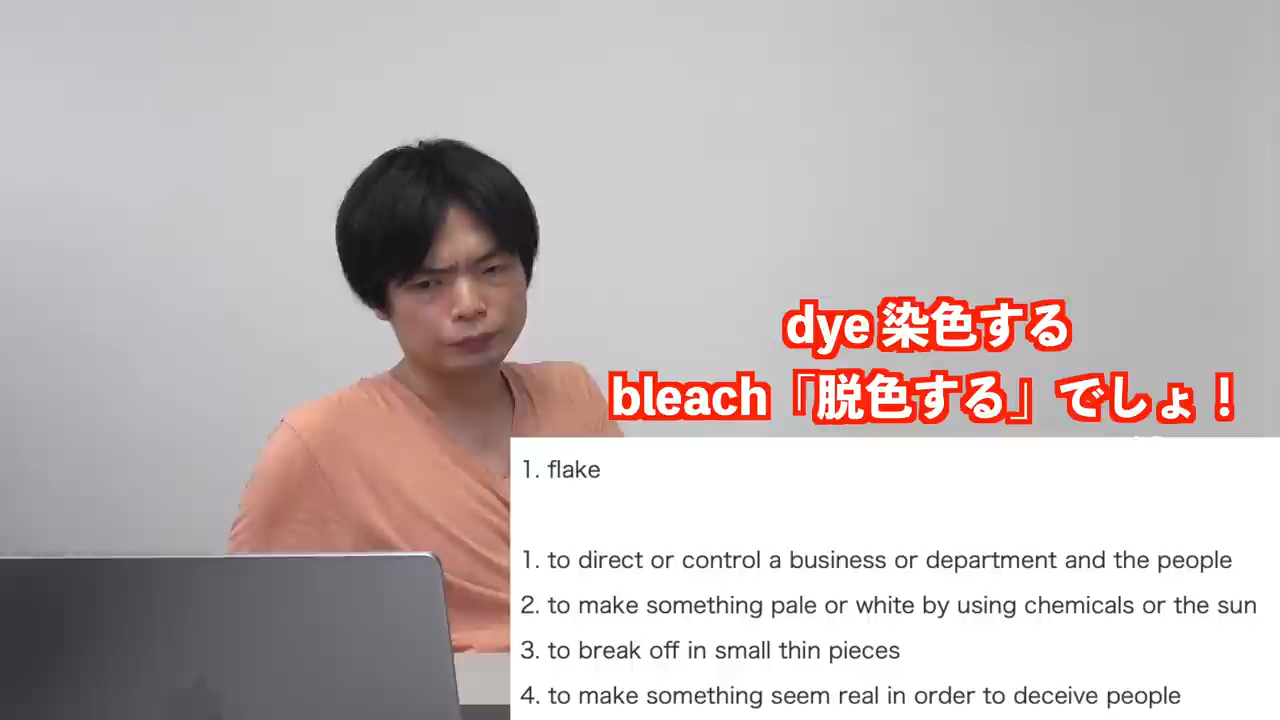 dye 染色する
bleach「脱色する」でしょ！
1. flake
1. to direct or control a business or department and the people
2. to make something pale or white by using chemicals or the sun
3. to break off in small thin pieces
4. to make something seem real in order to deceive people